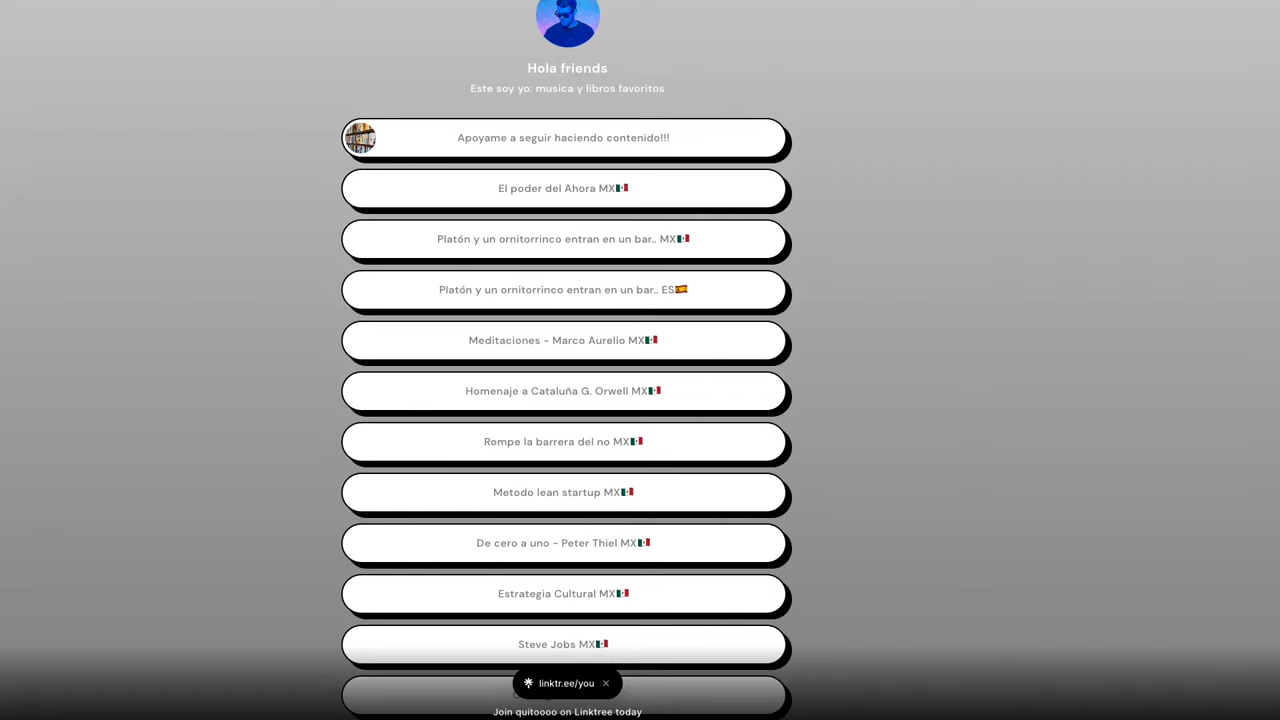 Hola friends
Este soy yo: musica y libros favoritos
Apoyame a seguir haciendo contenido!!!
El poder del Ahora MX🇲🇽
Platón y un ornitorrinco entran en un bar.. MX🇲🇽
Platón y un ornitorrinco entran en un bar.. ES🇪🇸
Meditaciones - Marco Aurelio MX🇲🇽
Homenaje a Cataluña G. Orwell MX🇲🇽
Rompe la barrera del no MX🇲🇽
Metodo lean startup MX🇲🇽
De cero a uno - Peter Thiel MX🇲🇽
Estrategia Cultural MX🇲🇽
Steve Jobs MX🇲🇽
linktr.ee/you
Join quitoooo on Linktree today